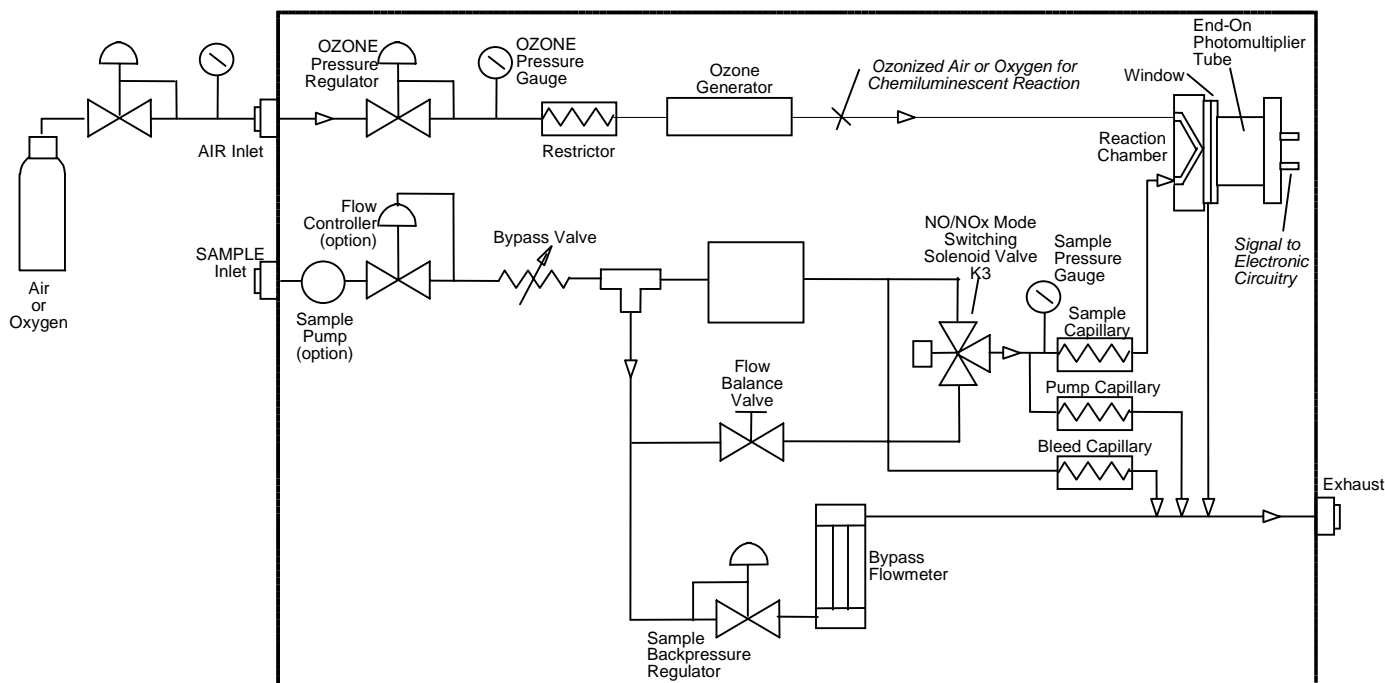 OZONE
Pressure
Regulator
OZONE
Pressure
Gauge
Ozone
Generator
Ozonized Air or Oxygen for
Chemiluminescent Reaction
End-On
Photomultiplier
Tube
Window
AIR Inlet
Restrictor
Reaction
Chamber
Flow
Controller
(option)
SAMPLE
Inlet
Bypass Valve
NO/NOx Mode
Switching
Solenoid Valve
K3
Sample
Pressure
Gauge
Signal to
Electronic
Circuitry
Air
or
Oxygen
Sample
Pump
(option)
Sample
Capillary
Flow
Balance
Valve
Pump Capillary
Bleed Capillary
Exhaust
Bypass
Flowmeter
Sample
Backpressure
Regulator